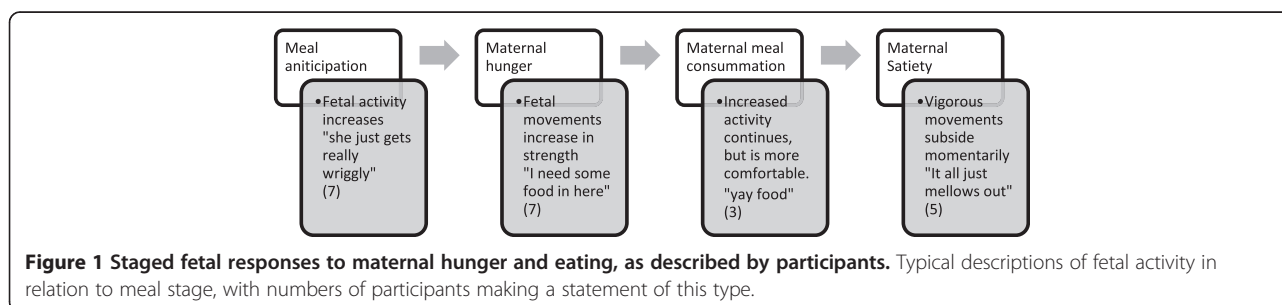 Meal
aniticipation
•Fetal activity
increases
"she just gets
really
wriggly"
(7)
Maternal
hunger
•Fetal
movements
increase in
strength
"I need some
food in here"
(7)
Maternal meal
consummation
•Increased
activity
continues,
but is more
comfortable.
"yay food"
(3)
Maternal
Satiety
•Vigorous
movements
subside
momentarily
"It all just
mellows out"
(5)
Figure 1 Staged fetal responses to maternal hunger and eating, as described by participants. Typical descriptions of fetal activity in
relation to meal stage, with numbers of participants making a statement of this type.